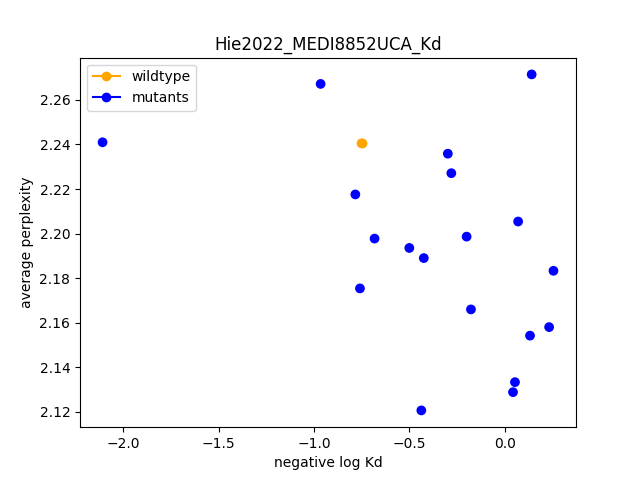 Hie2022_MEDI8852UCA_Kd
wildtype
mutants
2.26
2.24
2.22
2.20
2.18
2.16
2.14
2.12
average perplexity
−2.0
−1.5
−1.0
−0.5
0.0
negative log Kd